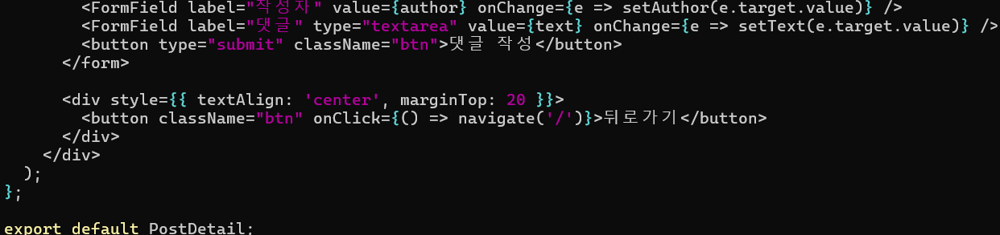 <FormField label="작성자" value={author} onChange={e => setAuthor(e.target.value)} />
<FormField label="댓글" type="textarea" value={text} onChange={e => setText(e.target.value)} />
<button type="submit" className="btn">댓글 작성</button>
</form>
<div style={{ textAlign: 'center', marginTop: 20 }}>
<button className="btn" onClick={() => navigate('/')}>뒤로가기</button>
</div>
</div>
);
};
export default PostDetail;